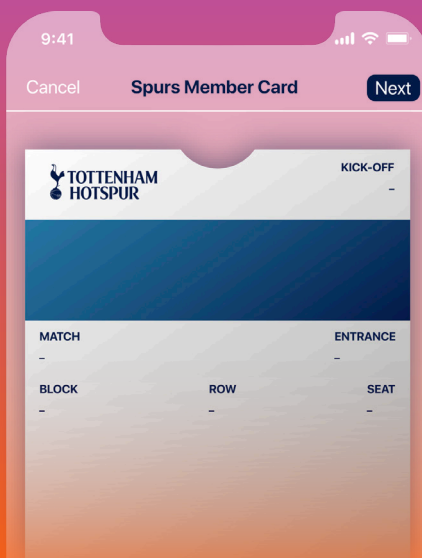 9:41
Cancel Spurs Member Card Next
TOTTENHAM
HOTSPUR
KICK-OFF
–
MATCH ENTRANCE
– –
BLOCK ROW SEAT
– – –